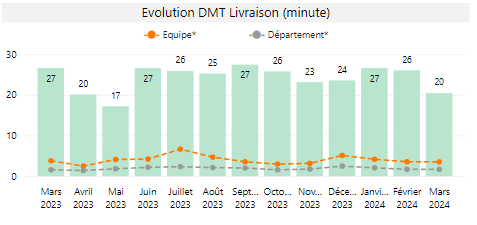 Evolution DMT Livraison (minute)
Equipe* Département*
30
20
10
0
27 20 17 27 26 25 27 26 23 24 27 26 20
Mars Avril Mai Juin Juillet Août Sept... Octo... Nov... Déce... Janvi... Février Mars
2023 2023 2023 2023 2023 2023 2023 2023 2023 2023 2024 2024 2024